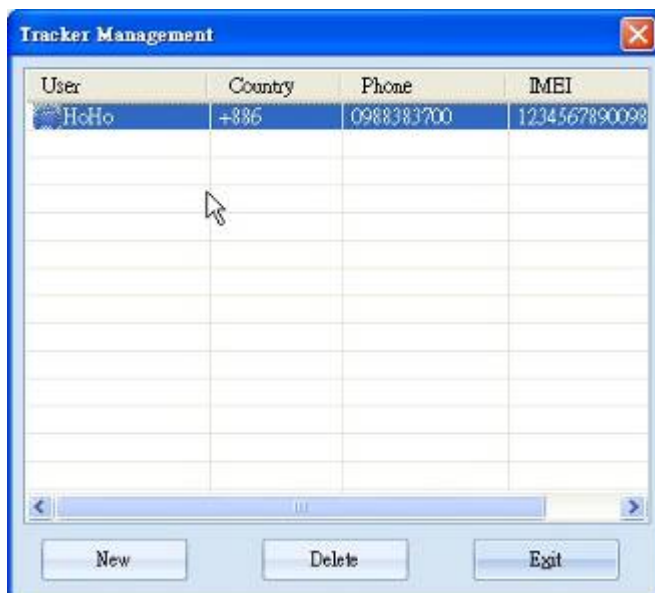 Tracker Management
User Country Phone IMEI
HoHo +886 0988383700 1234567890098
New Delete Exit